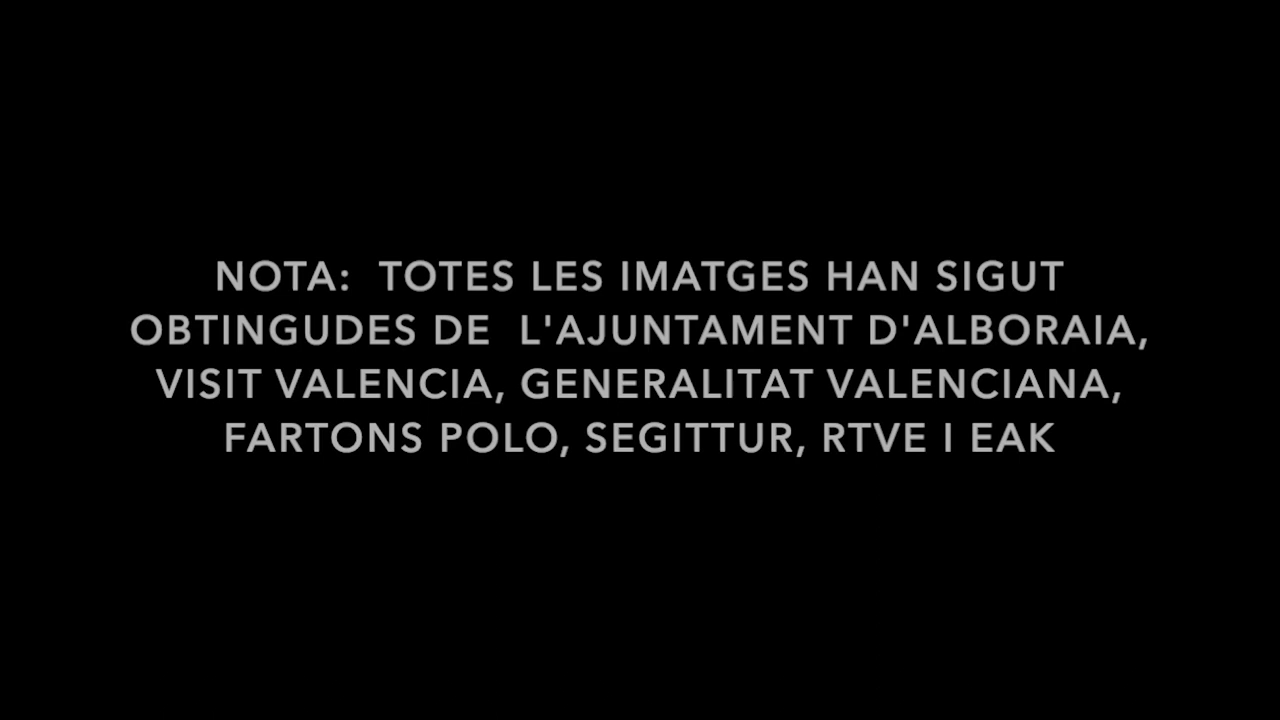 NOTA:  TOTES LES IMATGES HAN SIGUT
OBTINGUDES DE  L'AJUNTAMENT D'ALBORAIA,
VISIT VALENCIA, GENERALITAT VALENCIANA,
FARTONS POLO, SEGITTUR, RTVE I EAK